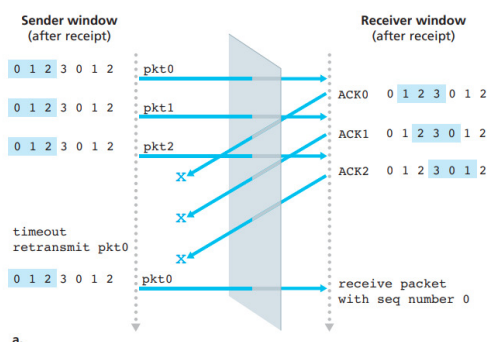 Sender window
(after receipt)
Receiver window
(after receipt)
0 1 2 3 0 1 2
pkt0
ACK0
0 1 2 3 0 1 2
0 1 2 3 0 1 2
pkt1
ACK1
0 1 2 3 0 1 2
0 1 2 3 0 1 2
pkt2
x
ACK2
0 1 2 3 0 1 2
x
timeout
retransmit pkt0
x
0 1 2 3 0 1 2
pkt0
receive packet
with seq number 0
a